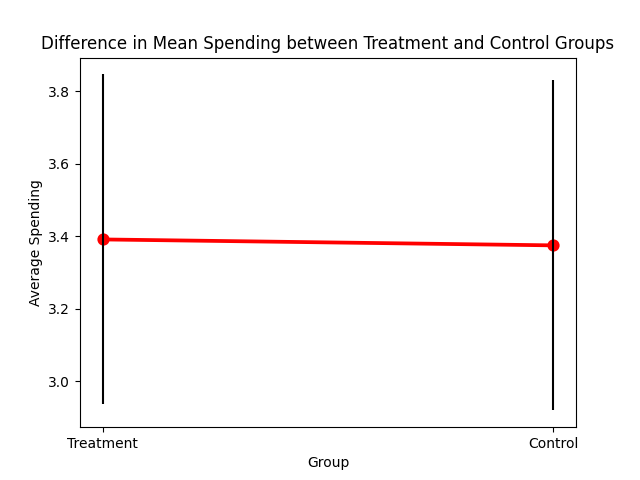 Difference in Mean Spending between Treatment and Control Groups
3.8
3.6
3.4
3.2
3.0
Average Spending
Treatment
Control
Group